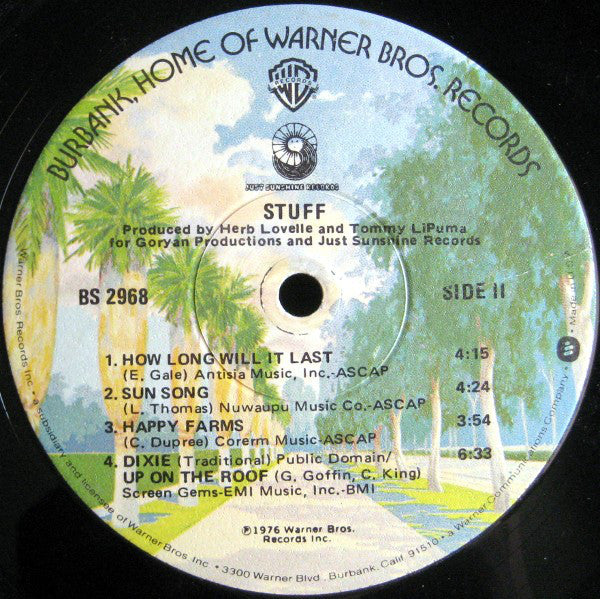 BURBANK, HOME OF WARNER BROS. RECORDS
WB
RECORDS
JUST SUNSHINE RECORDS
STUFF
Produced by Herb Lovelle and Tommy LiPuma
for Goryan Productions and Just Sunshine Records
BS 2968
SIDE II
1. HOW LONG WILL IT LAST 4:15
(E. Gale) Antisia Music, Inc.-ASCAP
2. SUN SONG 4:24
(L. Thomas) Nuwaupu Music Co.-ASCAP
3. HAPPY FARMS 3:54
(C. Dupree) Corerm Music-ASCAP
4. DIXIE (Traditional) Public Domain/ 6:33
UP ON THE ROOF (G. Goffin, C. King)
Screen Gems-EMI Music, Inc.-BMI
℗1976 Warner Bros.
Records Inc.
Warner Bros. Records Inc. • a subsidiary and licensee of Warner Bros. Inc. • 3300 Warner Blvd., Burbank, Calif. 91510 • a Warner Communications Company. • Made in U.S.A.